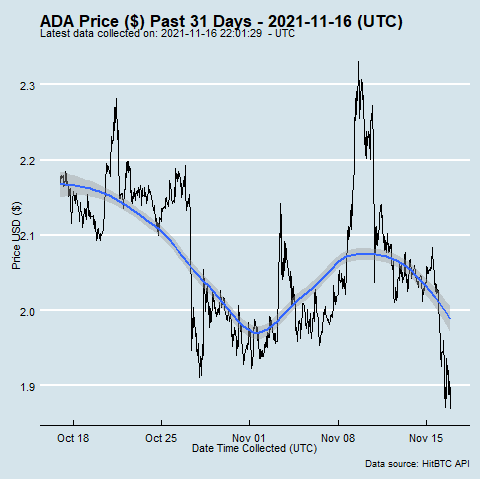 ADA Price ($) Past 31 Days - 2021-11-16 (UTC)
Latest data collected on: 2021-11-16 22:01:29 - UTC
2.3
2.2
2.1
2.0
1.9
Price USD ($)
Oct 18 Oct 25 Nov 01 Nov 08 Nov 15
Date Time Collected (UTC)
Data source: HitBTC API